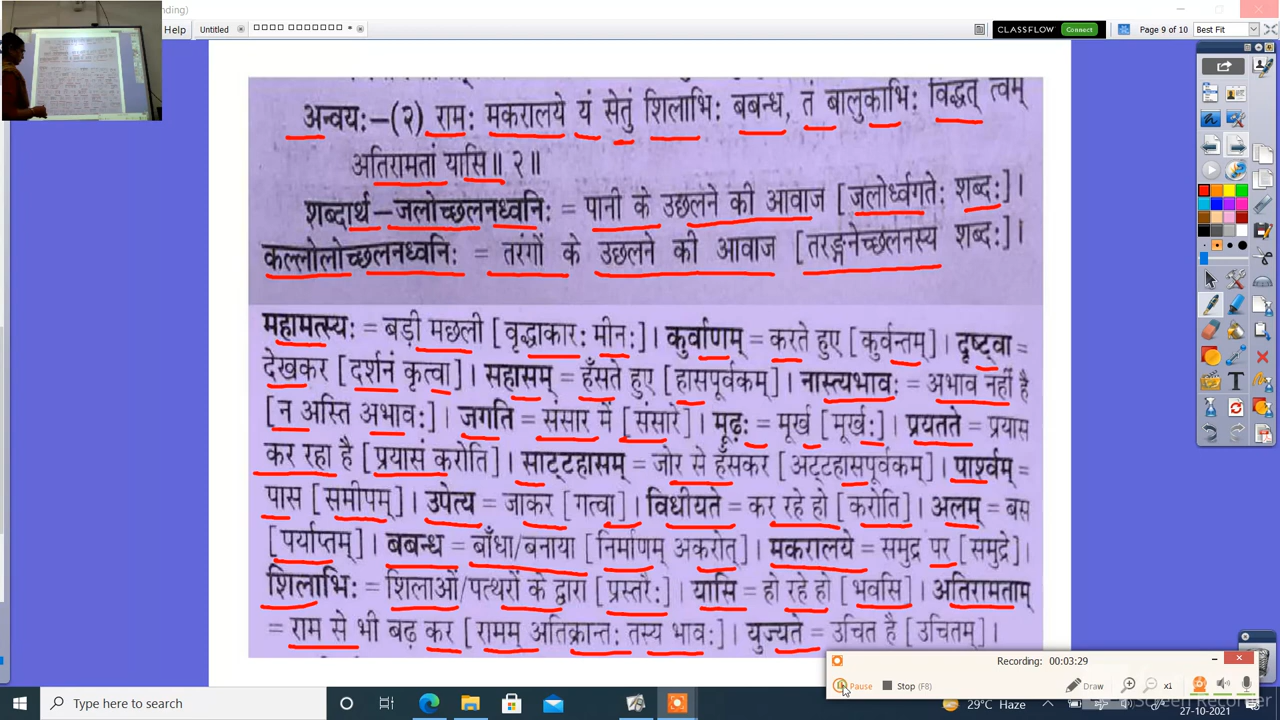 nding)
Help
Untitled
CLASSFLOW Connect
Page 9 of 10
Best Fit
अन्वय:–(२) राम: मकरालये यं सेतुं शिलाभि: बबन्ध, तं बालुकाभि: विद्धत् त्वम्
अतिरामतां यासि॥ २॥
शब्दार्थ–जलोच्छलनध्वनि: = पानी के उछलने की आवाज [जलोर्ध्वगते: शब्द:]।
कल्लोलोच्छलनध्वनि: = तरंगों के उछलने की आवाज [तरङ्गनेच्छलनस्य शब्द:]।
महामत्स्य: = बड़ी मछली [वृद्धाकार: मीन:]। कुर्वाणम् = करते हुए [कुर्वन्तम्]। दृष्ट्वा =
देखकर [दर्शनं कृत्वा]। सहासम् = हँसते हुए [हासपूर्वकम्]। नास्त्यभाव: = अभाव नहीं है
[न अस्ति अभाव:]। जगति = संसार में [संसारे]। मूढ: = मूर्ख [मूर्ख:]। प्रयतते = प्रयास
कर रहा है [प्रयासं करोति]। साट्टहासम् = जोर से हँसकर [अट्टहासपूर्वकम्]। पार्श्वम् =
पास [समीपम्]। उपेत्य = जाकर [गत्वा]। विधीयते = कर रहे हो [करोति]। अलम् = बस
[पर्याप्तम्]। बबन्ध = बाँधा/बनाया [निर्माणम् अकरोत्]। मकरालये = समुद्र पर [समुद्रे]।
शिलाभि: = शिलाओं/पत्थरों के द्वारा [प्रस्तरै:]। यासि = हो रहे हो [भवसि]। अतिरामताम्
= राम से भी बढ़ कर [रामम् अतिक्रान्त: तस्य भाव:]। युज्यते = उचित है [उचितम्]।
Recording: 00:03:29
Pause
Stop (F8)
Draw
x1
Type here to search
29°C Haze
27-10-2021